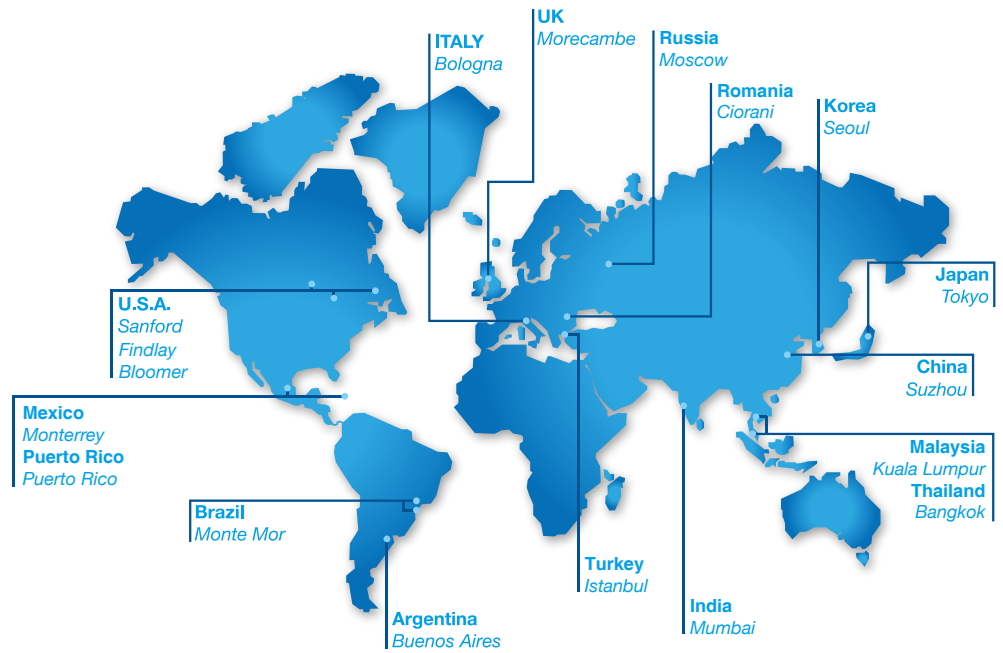 UK
Morecambe
ITALY
Bologna
Russia
Moscow
Romania
Ciorani
Korea
Seoul
Japan
Tokyo
U.S.A.
Sanford
Findlay
Bloomer
China
Suzhou
Mexico
Monterrey
Puerto Rico
Puerto Rico
Malaysia
Kuala Lumpur
Thailand
Bangkok
Brazil
Monte Mor
Turkey
Istanbul
India
Mumbai
Argentina
Buenos Aires